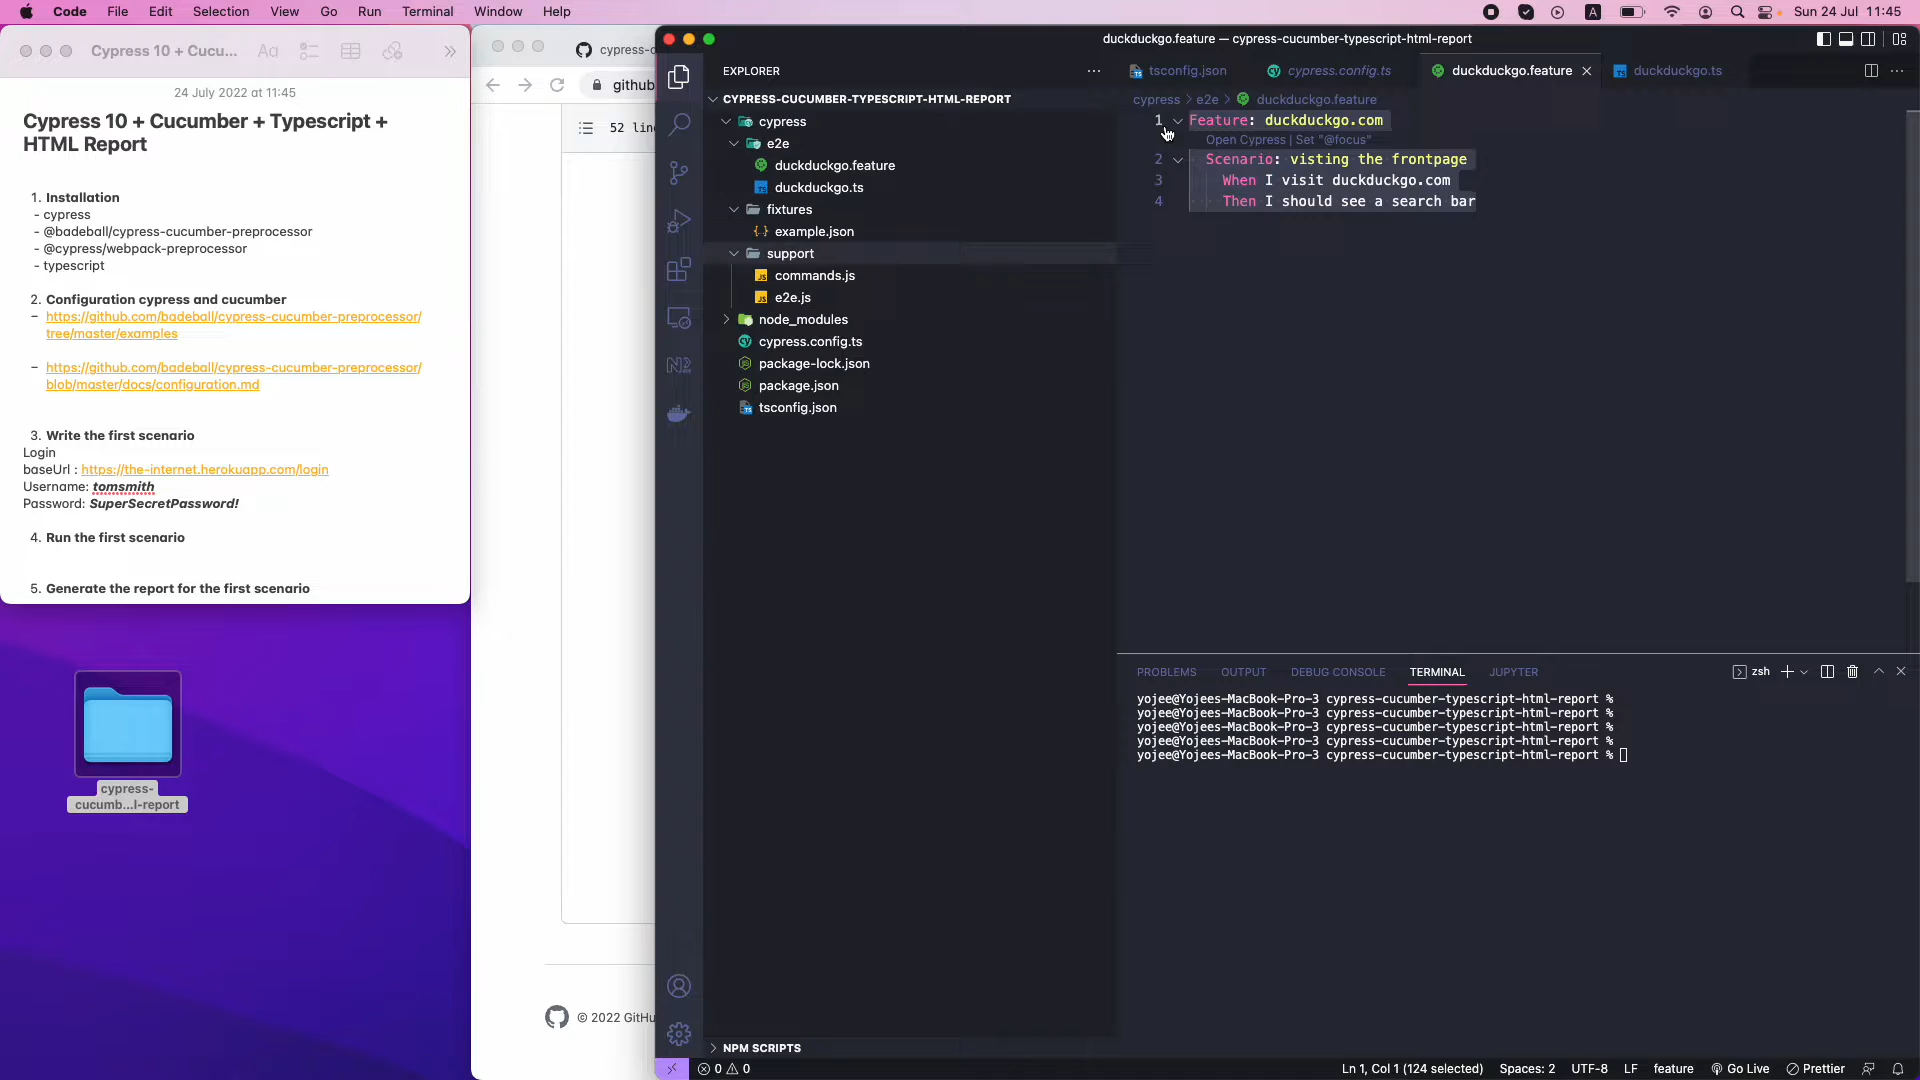 Code File Edit Selection View Go Run Terminal Window Help
A
Sun 24 Jul 11:45
Cypress 10 + Cucu...
Aa
24 July 2022 at 11:45
Cypress 10 + Cucumber + Typescript +
HTML Report
1. Installation
- cypress
- @badeball/cypress-cucumber-preprocessor
- @cypress/webpack-preprocessor
- typescript
2. Configuration cypress and cucumber
- https://github.com/badeball/cypress-cucumber-preprocessor/
tree/master/examples
- https://github.com/badeball/cypress-cucumber-preprocessor/
blob/master/docs/configuration.md
3. Write the first scenario
Login
baseUrl : https://the-internet.herokuapp.com/login
Username: tomsmith
Password: SuperSecretPassword!
4. Run the first scenario
5. Generate the report for the first scenario
cypress-
cucumb...l-report
cypress-c
github
52 line
© 2022 GitHu
duckduckgo.feature — cypress-cucumber-typescript-html-report
EXPLORER
CYPRESS-CUCUMBER-TYPESCRIPT-HTML-REPORT
cypress
e2e
duckduckgo.feature
duckduckgo.ts
fixtures
example.json
support
commands.js
e2e.js
node_modules
cypress.config.ts
package-lock.json
package.json
tsconfig.json
NPM SCRIPTS
tsconfig.json cypress.config.ts duckduckgo.feature duckduckgo.ts
cypress > e2e > duckduckgo.feature
1 Feature: duckduckgo.com
Open Cypress | Set "@focus"
2 Scenario: visting the frontpage
3 When I visit duckduckgo.com
4 Then I should see a search bar
PROBLEMS OUTPUT DEBUG CONSOLE TERMINAL JUPYTER
zsh
yojee@Yojees-MacBook-Pro-3 cypress-cucumber-typescript-html-report %
yojee@Yojees-MacBook-Pro-3 cypress-cucumber-typescript-html-report %
yojee@Yojees-MacBook-Pro-3 cypress-cucumber-typescript-html-report %
yojee@Yojees-MacBook-Pro-3 cypress-cucumber-typescript-html-report %
yojee@Yojees-MacBook-Pro-3 cypress-cucumber-typescript-html-report %
0 0
Ln 1, Col 1 (124 selected) Spaces: 2 UTF-8 LF feature Go Live Prettier